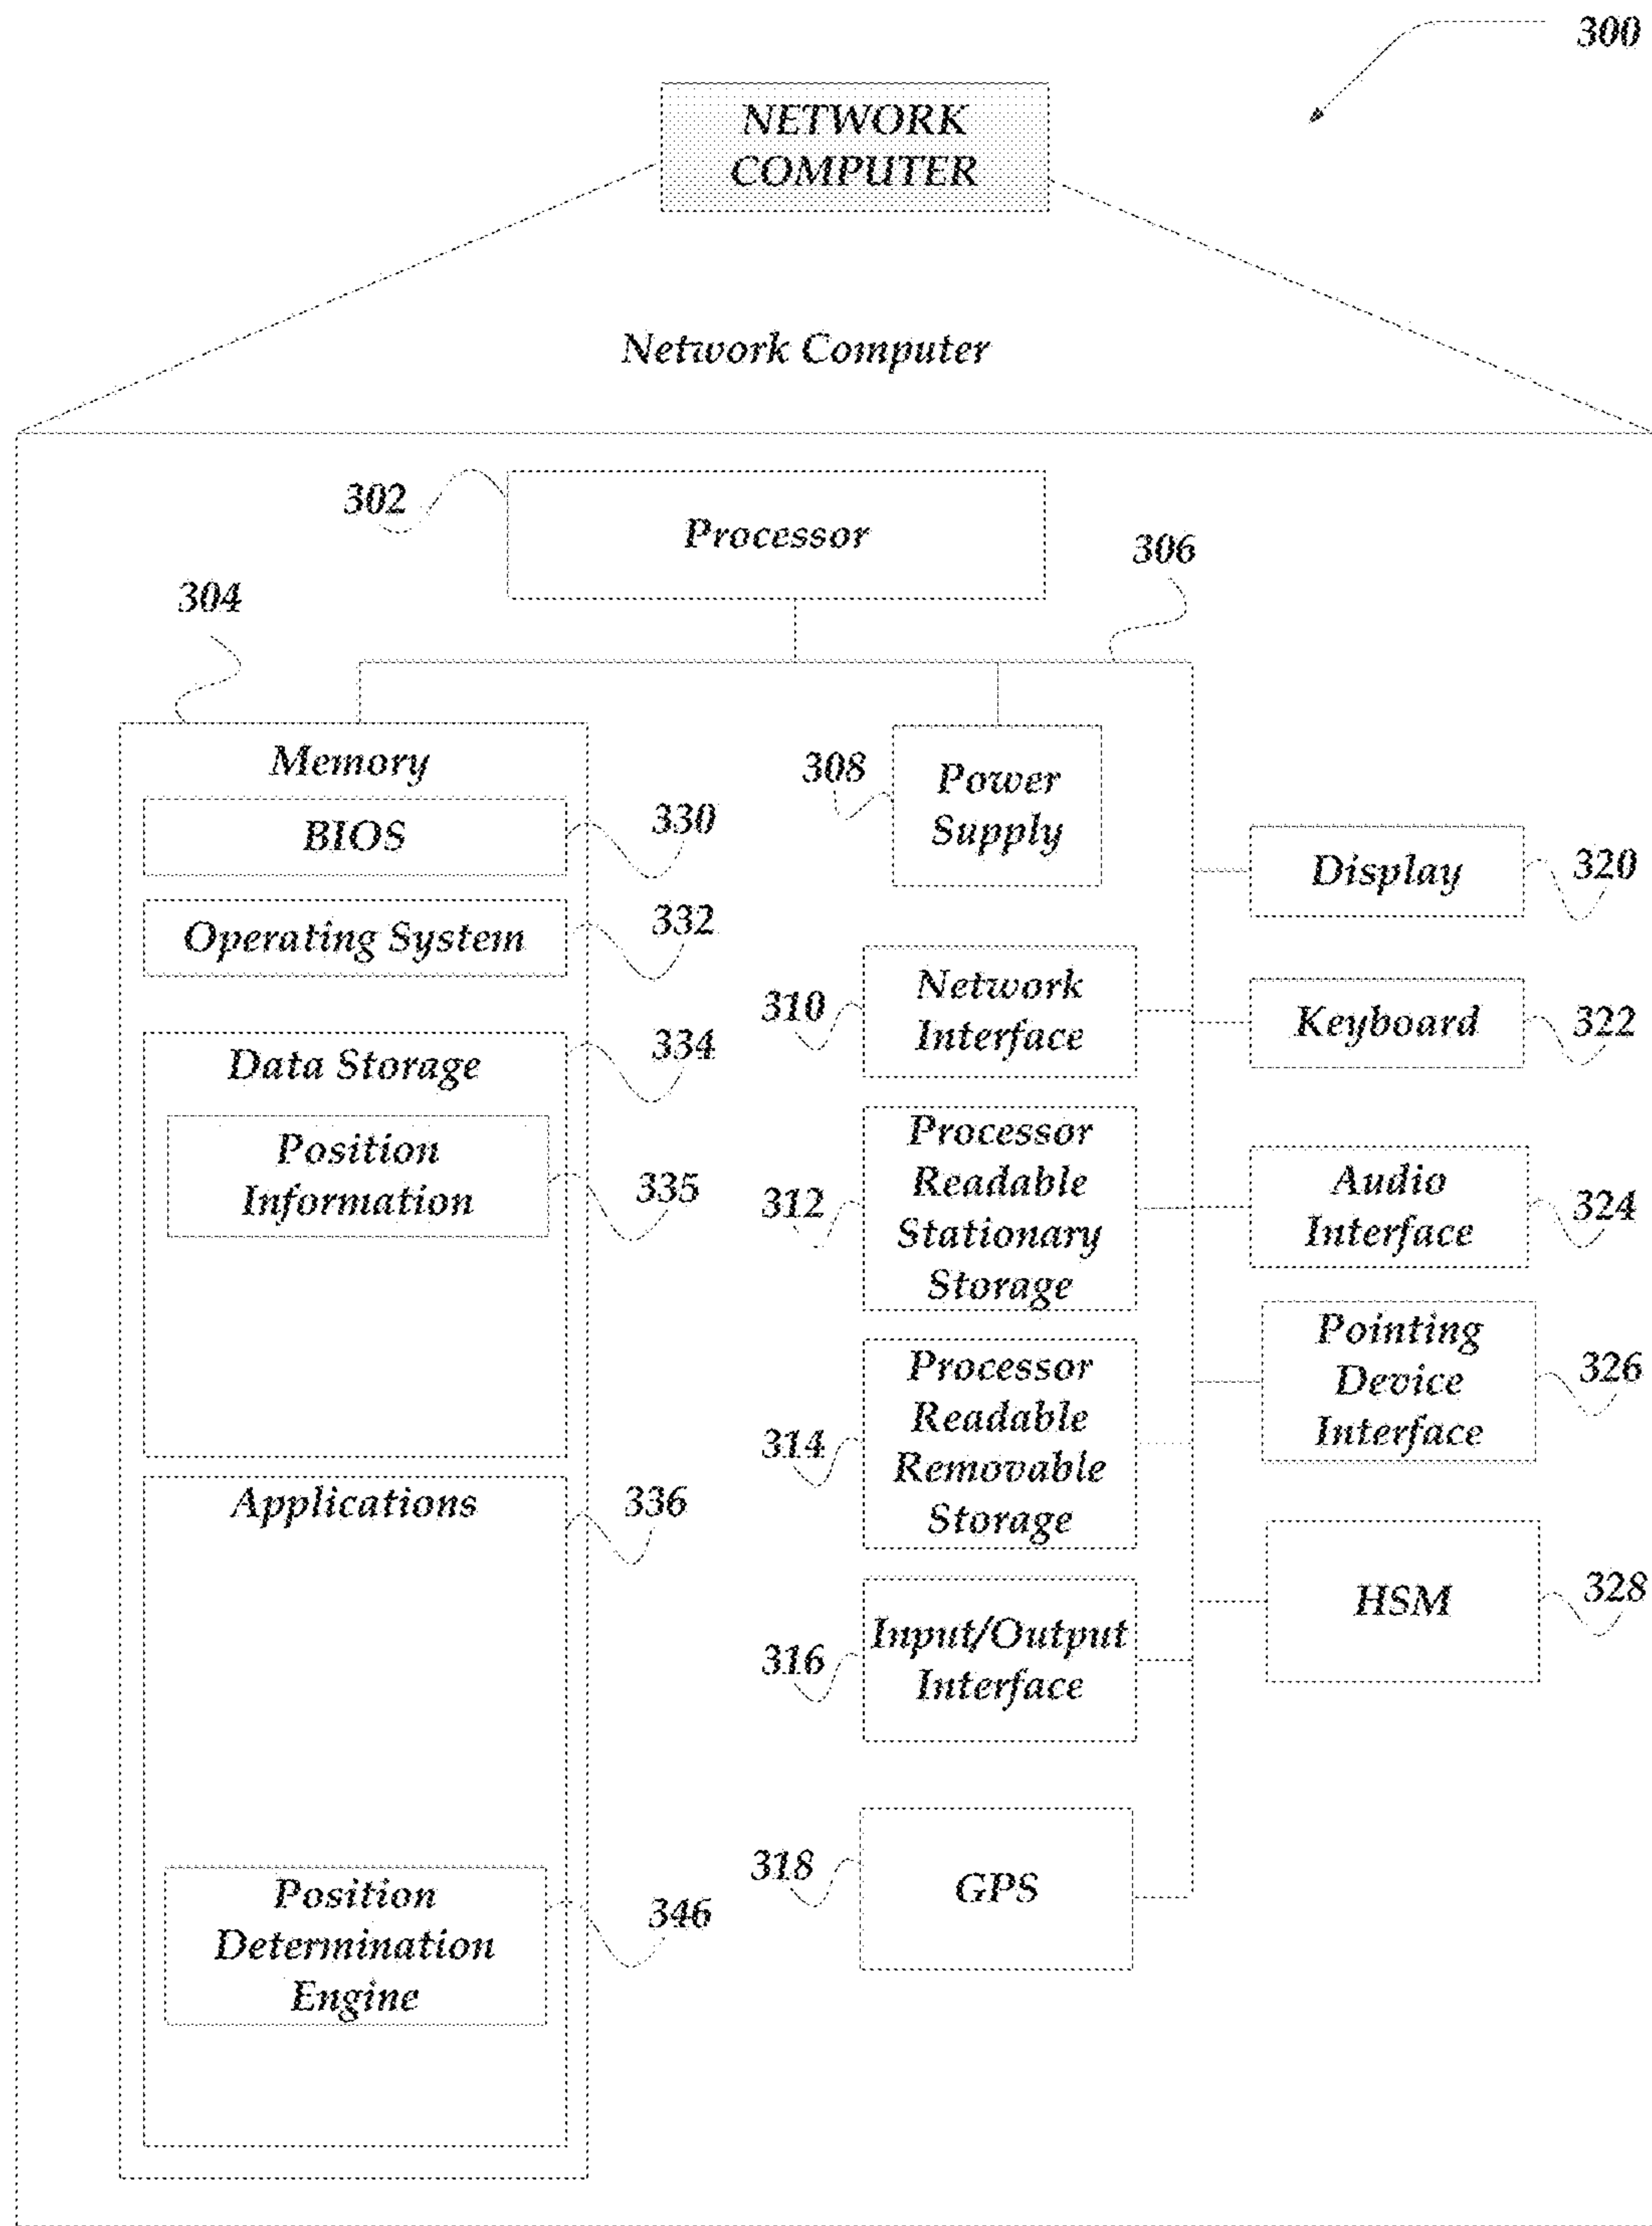 300
NETWORK
COMPUTER
Network Computer
302
Processor
306
304
Memory
BIOS
330
Operating System
332
Data Storage
334
Position
Information
335
Applications
336
Position
Determination
Engine
346
308
Power
Supply
310
Network
Interface
312
Processor
Readable
Stationary
Storage
314
Processor
Readable
Removable
Storage
316
Input/Output
Interface
318
GPS
Display
320
Keyboard
322
Audio
Interface
324
Pointing
Device
Interface
326
HSM
328